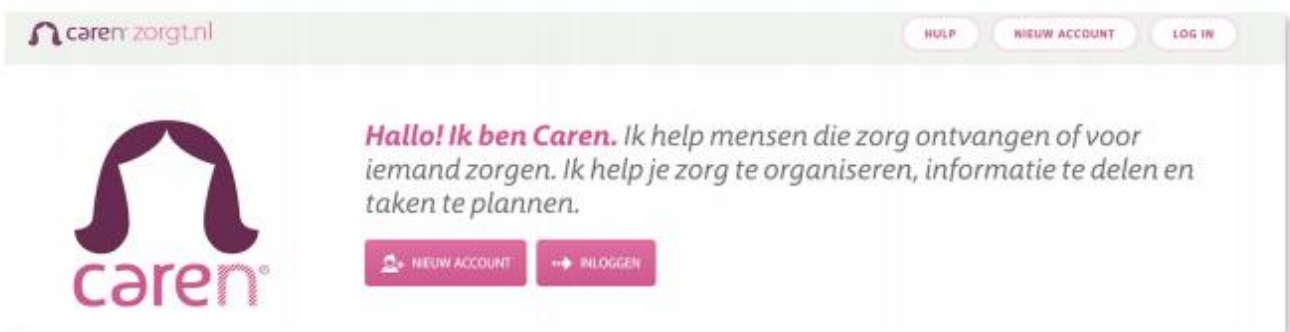 caren zorgt.nl
HULP
NIEUW ACCOUNT
LOG IN
Hallo! Ik ben Caren. Ik help mensen die zorg ontvangen of voor
iemand zorgen. Ik help je zorg te organiseren, informatie te delen en
taken te plannen.
NIEUW ACCOUNT
INLOGGEN
caren®